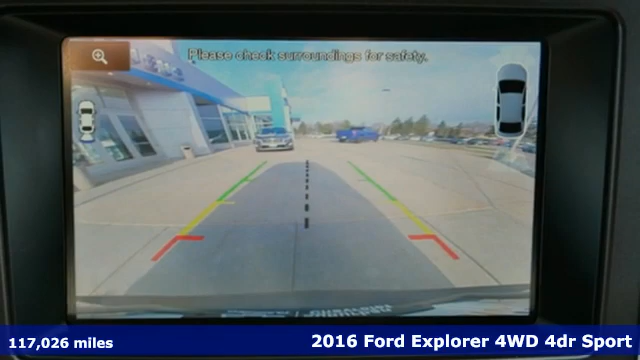 Please check surroundings for safety.
117,026 miles
2016 Ford Explorer 4WD 4dr Sport